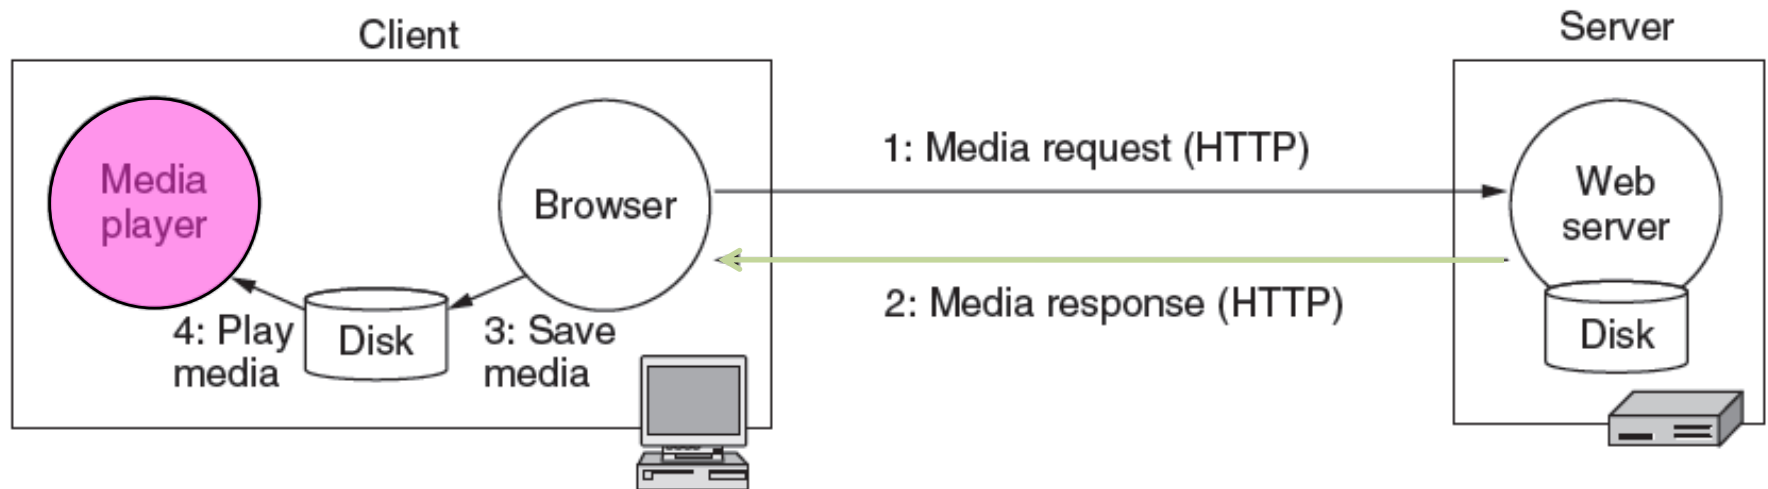 Client
Server
Media
player
Browser
1: Media request (HTTP)
Web
server
2: Media response (HTTP)
4: Play
media
Disk
3: Save
media
Disk